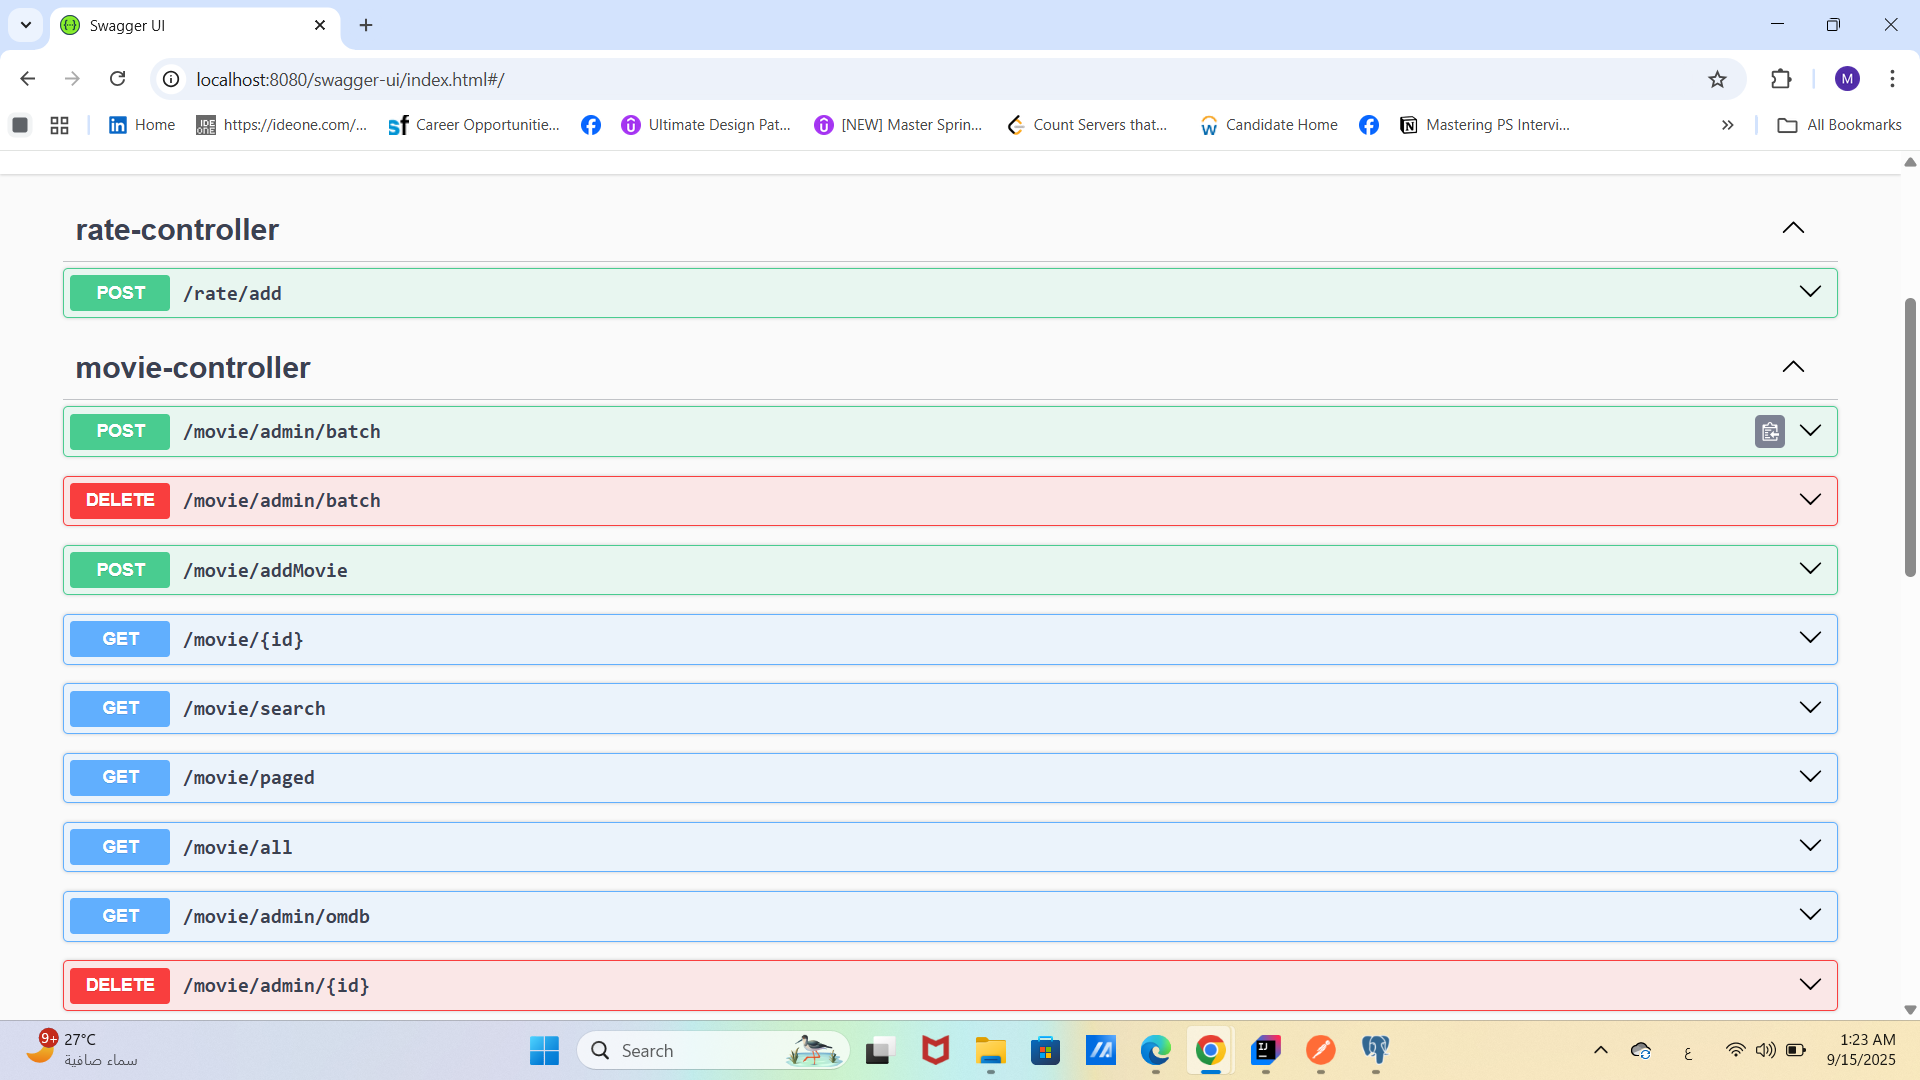 Swagger UI
localhost:8080/swagger-ui/index.html#/
M
Home
https://ideone.com/...
Career Opportunitie...
Ultimate Design Pat...
[NEW] Master Sprin...
Count Servers that...
Candidate Home
Mastering PS Intervi...
All Bookmarks
rate-controller
POST /rate/add
movie-controller
POST /movie/admin/batch
DELETE /movie/admin/batch
POST /movie/addMovie
GET /movie/{id}
GET /movie/search
GET /movie/paged
GET /movie/all
GET /movie/admin/omdb
DELETE /movie/admin/{id}
9+
27°C
سماء صافية
Search
ع
1:23 AM
9/15/2025